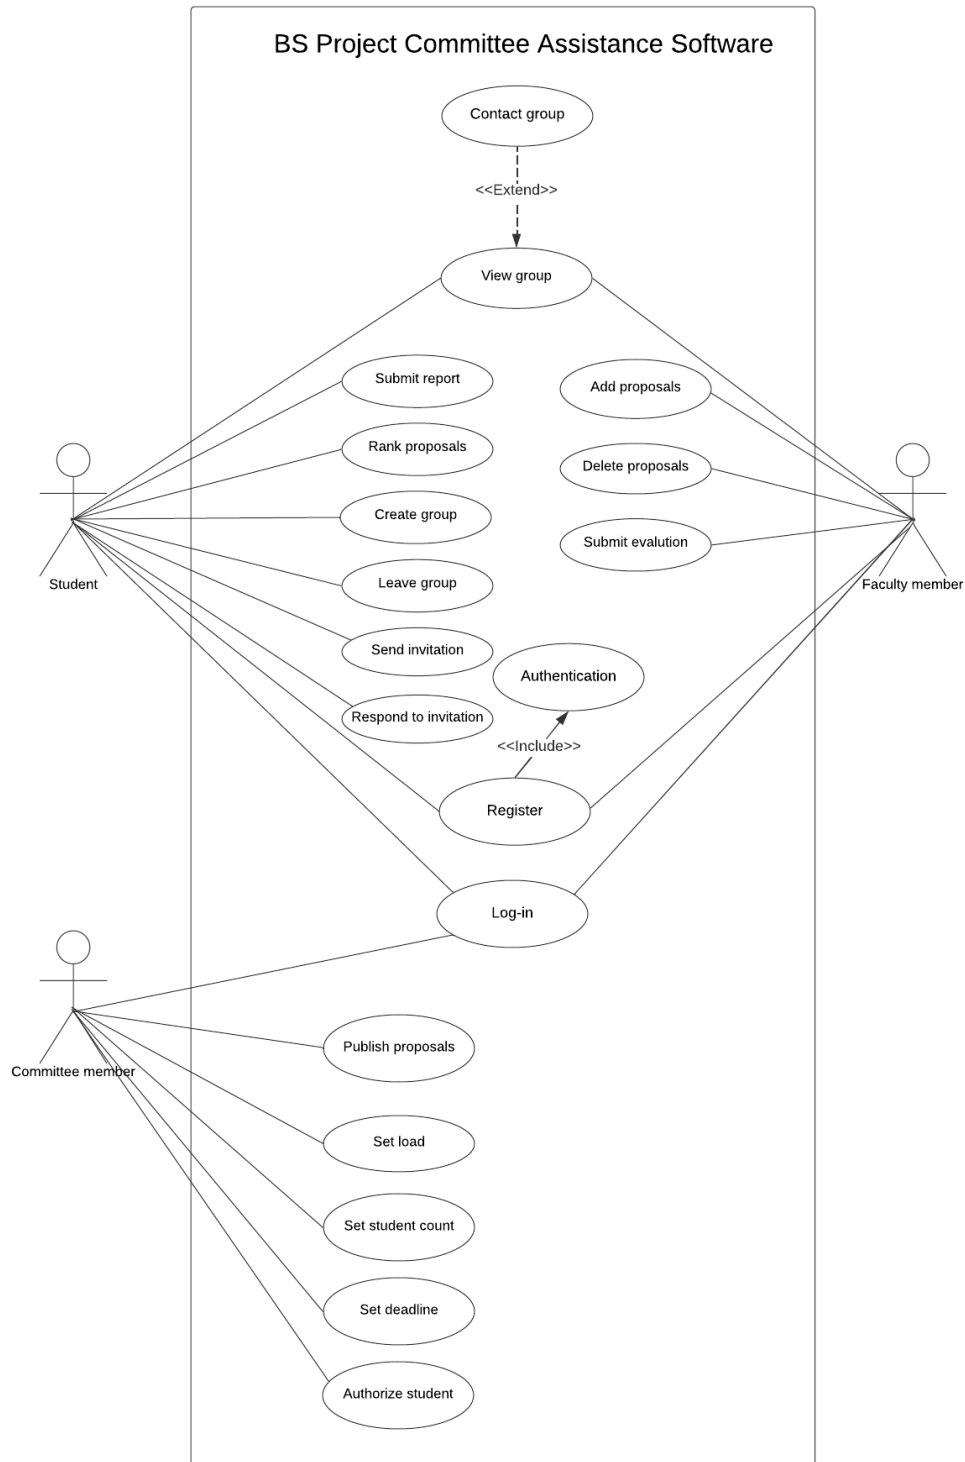 BS Project Committee Assistance Software
Contact group
<<Extend>>
View group
Submit report
Add proposals
Rank proposals
Delete proposals
Create group
Submit evalution
Student
Leave group
Faculty member
Send invitation
Authentication
Respond to invitation
<<Include>>
Register
Log-in
Publish proposals
Committee member
Set load
Set student count
Set deadline
Authorize student